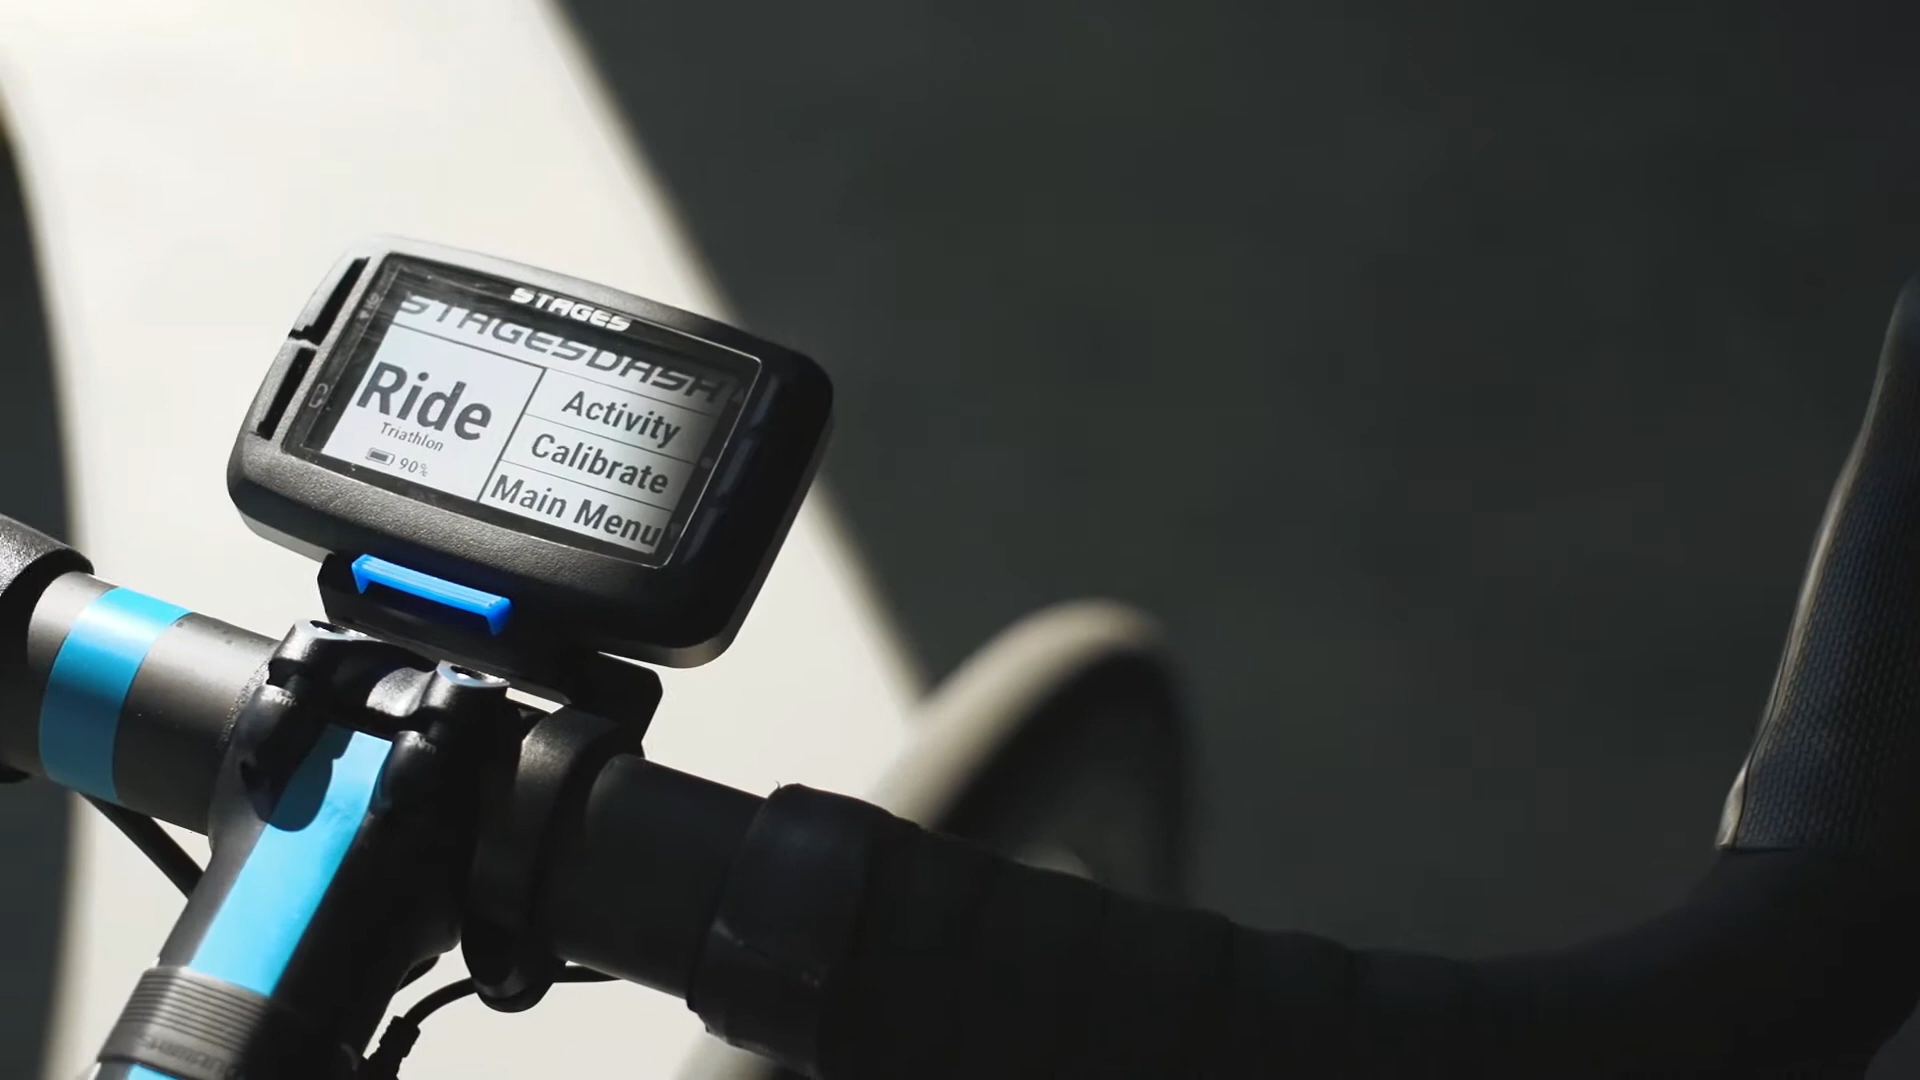 STAGES
STAGESDASH
Ride
Triathlon
90%
Activity
Calibrate
Main Menu